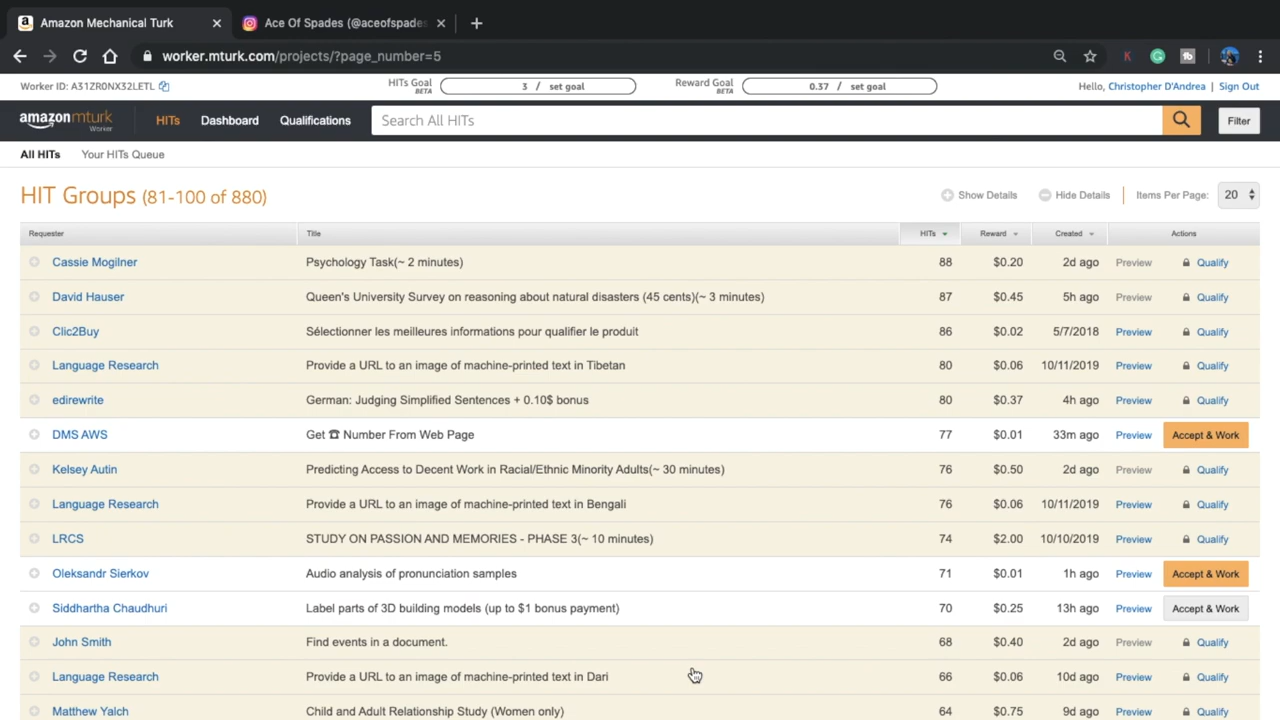 Amazon Mechanical Turk
Ace Of Spades (@aceofspades
worker.mturk.com/projects/?page_number=5
Worker ID: A31ZR0NX32LETL
HITs Goal BETA 3 / set goal
Reward Goal BETA 0.37 / set goal
Hello, Christopher D'Andrea | Sign Out
amazonmturk Worker
HITs Dashboard Qualifications
Search All HITs
Filter
All HITs Your HITs Queue
HIT Groups (81-100 of 880)
Show Details Hide Details Items Per Page: 20
Requester Title HITs Reward Created Actions
Cassie Mogilner Psychology Task(~ 2 minutes) 88 $0.20 2d ago Preview Qualify
David Hauser Queen's University Survey on reasoning about natural disasters (45 cents)(~ 3 minutes) 87 $0.45 5h ago Preview Qualify
Clic2Buy Sélectionner les meilleures informations pour qualifier le produit 86 $0.02 5/7/2018 Preview Qualify
Language Research Provide a URL to an image of machine-printed text in Tibetan 80 $0.06 10/11/2019 Preview Qualify
edirewrite German: Judging Simplified Sentences + 0.10$ bonus 80 $0.37 4h ago Preview Qualify
DMS AWS Get ☎ Number From Web Page 77 $0.01 33m ago Preview Accept & Work
Kelsey Autin Predicting Access to Decent Work in Racial/Ethnic Minority Adults(~ 30 minutes) 76 $0.50 2d ago Preview Qualify
Language Research Provide a URL to an image of machine-printed text in Bengali 76 $0.06 10/11/2019 Preview Qualify
LRCS STUDY ON PASSION AND MEMORIES - PHASE 3(~ 10 minutes) 74 $2.00 10/10/2019 Preview Qualify
Oleksandr Sierkov Audio analysis of pronunciation samples 71 $0.01 1h ago Preview Accept & Work
Siddhartha Chaudhuri Label parts of 3D building models (up to $1 bonus payment) 70 $0.25 13h ago Preview Accept & Work
John Smith Find events in a document. 68 $0.40 2d ago Preview Qualify
Language Research Provide a URL to an image of machine-printed text in Dari 66 $0.06 10d ago Preview Qualify
Matthew Yalch Child and Adult Relationship Study (Women only) 64 $0.75 9d ago Preview Qualify